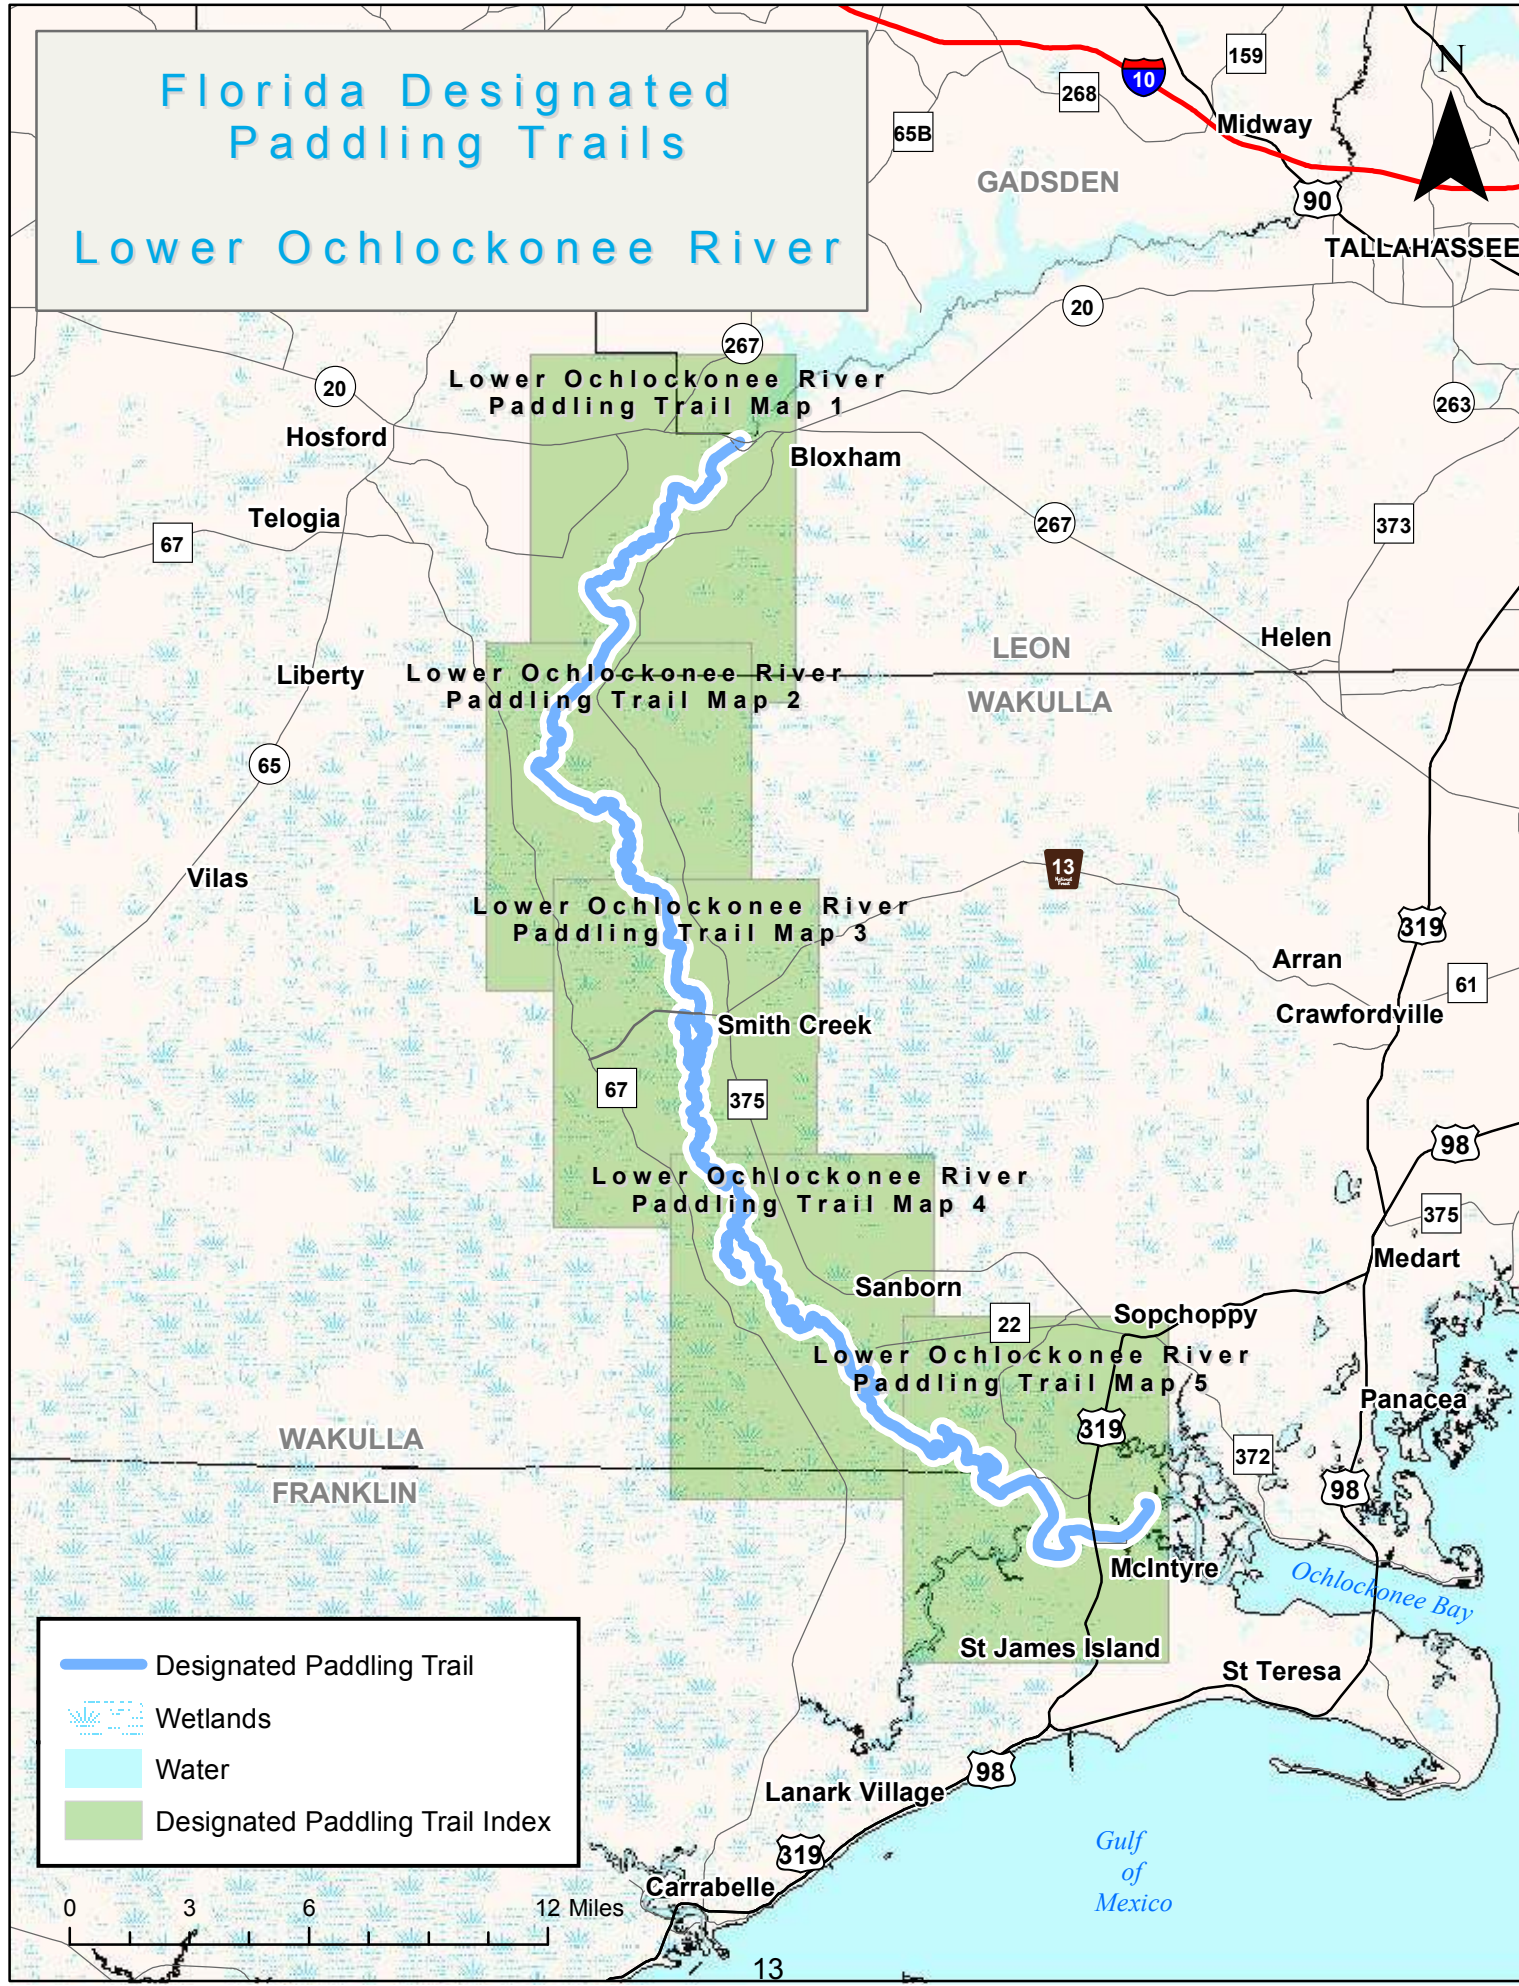 Florida Designated
Paddling Trails
Lower Ochlockonee River
N
159
10
268
65B
Midway
GADSDEN
90
TALLAHASSEE
20
267
20
263
Lower Ochlockonee River
Paddling Trail Map 1
Hosford
Bloxham
Telogia
67
267
373
Helen
LEON
Liberty
Lower Ochlockonee River
Paddling Trail Map 2
WAKULLA
65
13
National
Forest
Vilas
Lower Ochlockonee River
Paddling Trail Map 3
319
Arran
61
Crawfordville
Smith Creek
67
375
98
Lower Ochlockonee River
Paddling Trail Map 4
375
Medart
Sanborn
Sopchoppy
22
Lower Ochlockonee River
Paddling Trail Map 5
Panacea
319
WAKULLA
372
98
FRANKLIN
McIntyre
Ochlockonee Bay
St James Island
St Teresa
Designated Paddling Trail
Wetlands
Water
Designated Paddling Trail Index
98
Lanark Village
Gulf
of
Mexico
319
Carrabelle
0 3 6 12 Miles
13